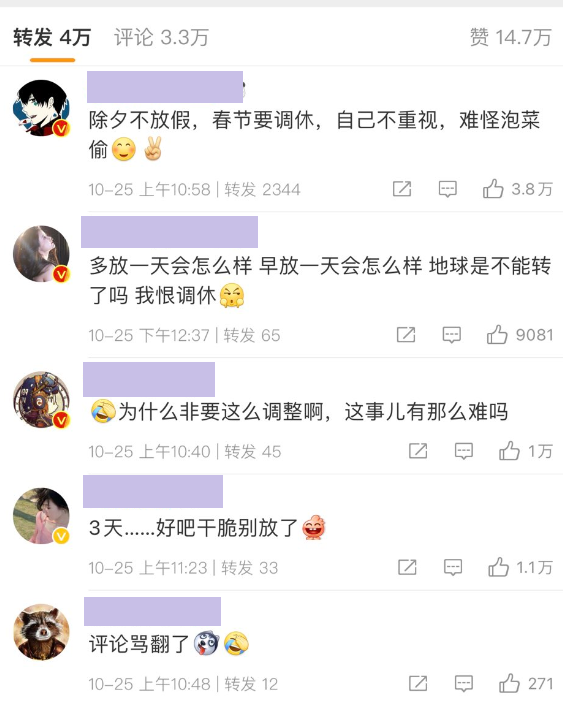 转发 4万 评论 3.3万 赞 14.7万
除夕不放假，春节要调休，自己不重视，难怪泡菜
偷😊✌
10-25 上午10:58 | 转发 2344 3.8万
多放一天会怎么样 早放一天会怎么样 地球是不能转
了吗 我恨调休
10-25 下午12:37 | 转发 65 9081
🤣为什么非要这么调整啊，这事儿有那么难吗
10-25 上午10:40 | 转发 45 1万
3天……好吧干脆别放了
10-25 上午11:23 | 转发 33 1.1万
评论骂翻了🤣
10-25 上午10:48 | 转发 12 271